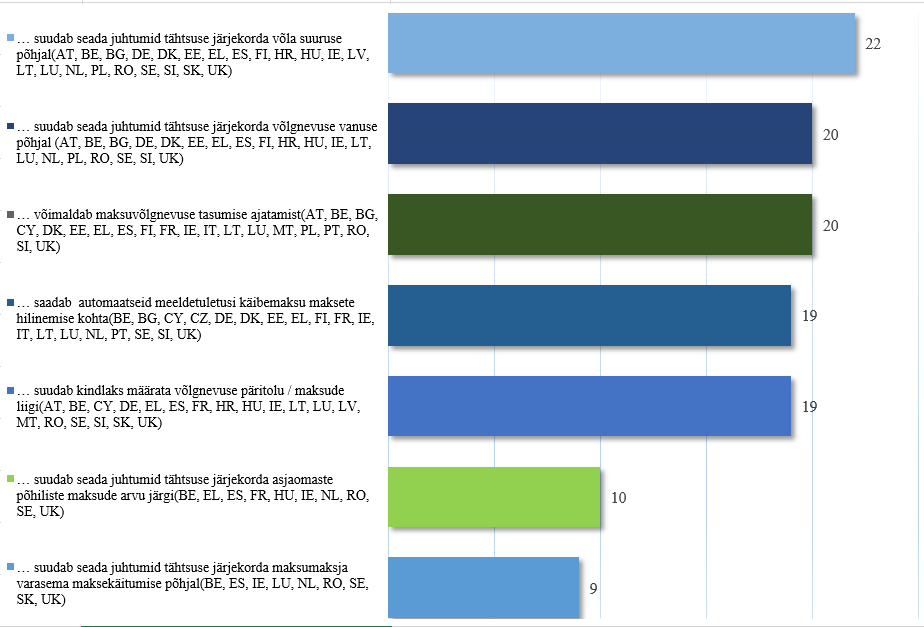 … suudab seada juhtumid tähtsuse järjekorda võla suuruse
põhjal(AT, BE, BG, DE, DK, EE, EL, ES, FI, HR, HU, IE, LV,
LT, LU, NL, PL, RO, SE, SI, SK, UK)
22
… suudab seada juhtumid tähtsuse järjekorda võlgnevuse vanuse
põhjal (AT, BE, BG, DE, DK, EE, EL, ES, FI, HR, HU, IE, LT,
LU, NL, PL, RO, SE, SI, UK)
20
… võimaldab maksuvõlgnevuse tasumise ajatamist(AT, BE, BG,
CY, DK, EE, EL, ES, FI, FR, IE, IT, LT, LU, MT, PL, PT, RO,
SI, UK)
20
… saadab  automaatseid meeldetuletusi käibemaksu maksete
hilinemise kohta(BE, BG, CY, CZ, DE, DK, EE, EL, FI, FR, IE,
IT, LT, LU, NL, PT, SE, SI, UK)
19
… suudab kindlaks määrata võlgnevuse päritolu / maksude
liigi(AT, BE, CY, DE, EL, ES, FR, HR, HU, IE, LT, LU, LV,
MT, RO, SE, SI, SK, UK)
19
… suudab seada juhtumid tähtsuse järjekorda asjaomaste
põhiliste maksude arvu järgi(BE, EL, ES, FR, HU, IE, NL, RO,
SE, UK)
10
… suudab seada juhtumid tähtsuse järjekorda maksumaksja
varasema maksekäitumise põhjal(BE, ES, IE, LU, NL, RO, SE,
SK, UK)
9